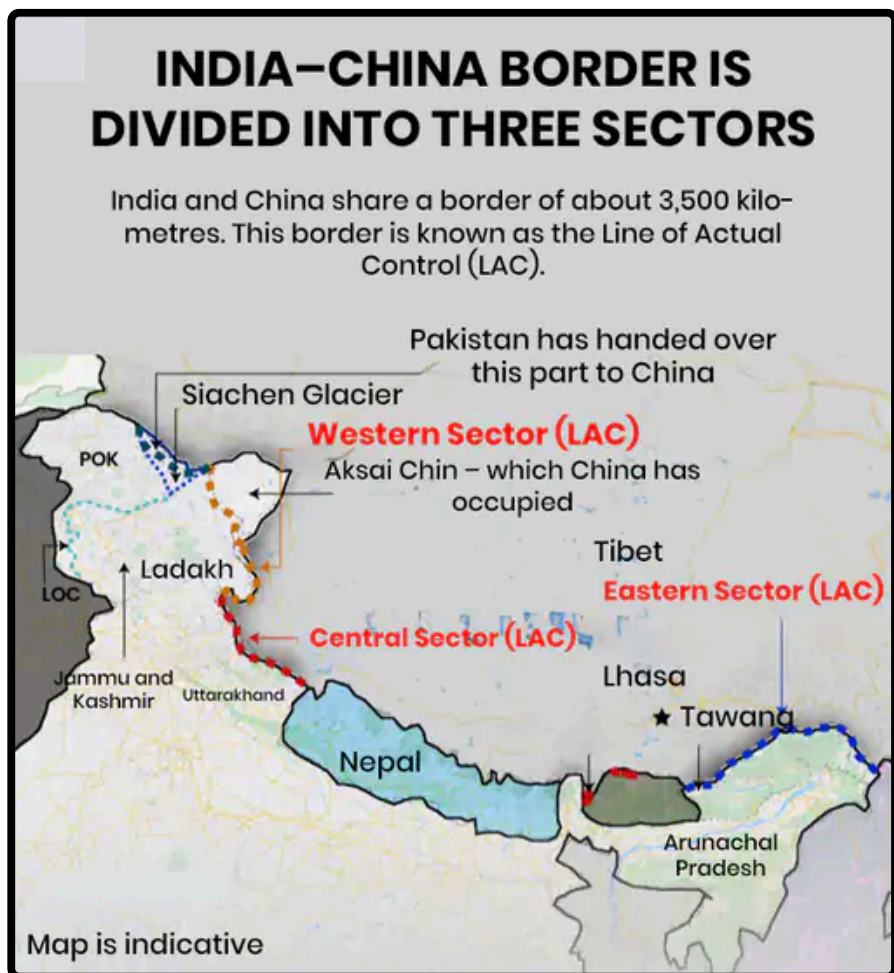 INDIA–CHINA BORDER IS
DIVIDED INTO THREE SECTORS
India and China share a border of about 3,500 kilo-
metres. This border is known as the Line of Actual
Control (LAC).
Pakistan has handed over
this part to China
Siachen Glacier
Western Sector (LAC)
POK
Aksai Chin – which China has
occupied
Tibet
Ladakh
Eastern Sector (LAC)
LOC
Central Sector (LAC)
Jammu and
Kashmir
Uttarakhand
Lhasa
Tawang
Nepal
Arunachal
Pradesh
Map is indicative